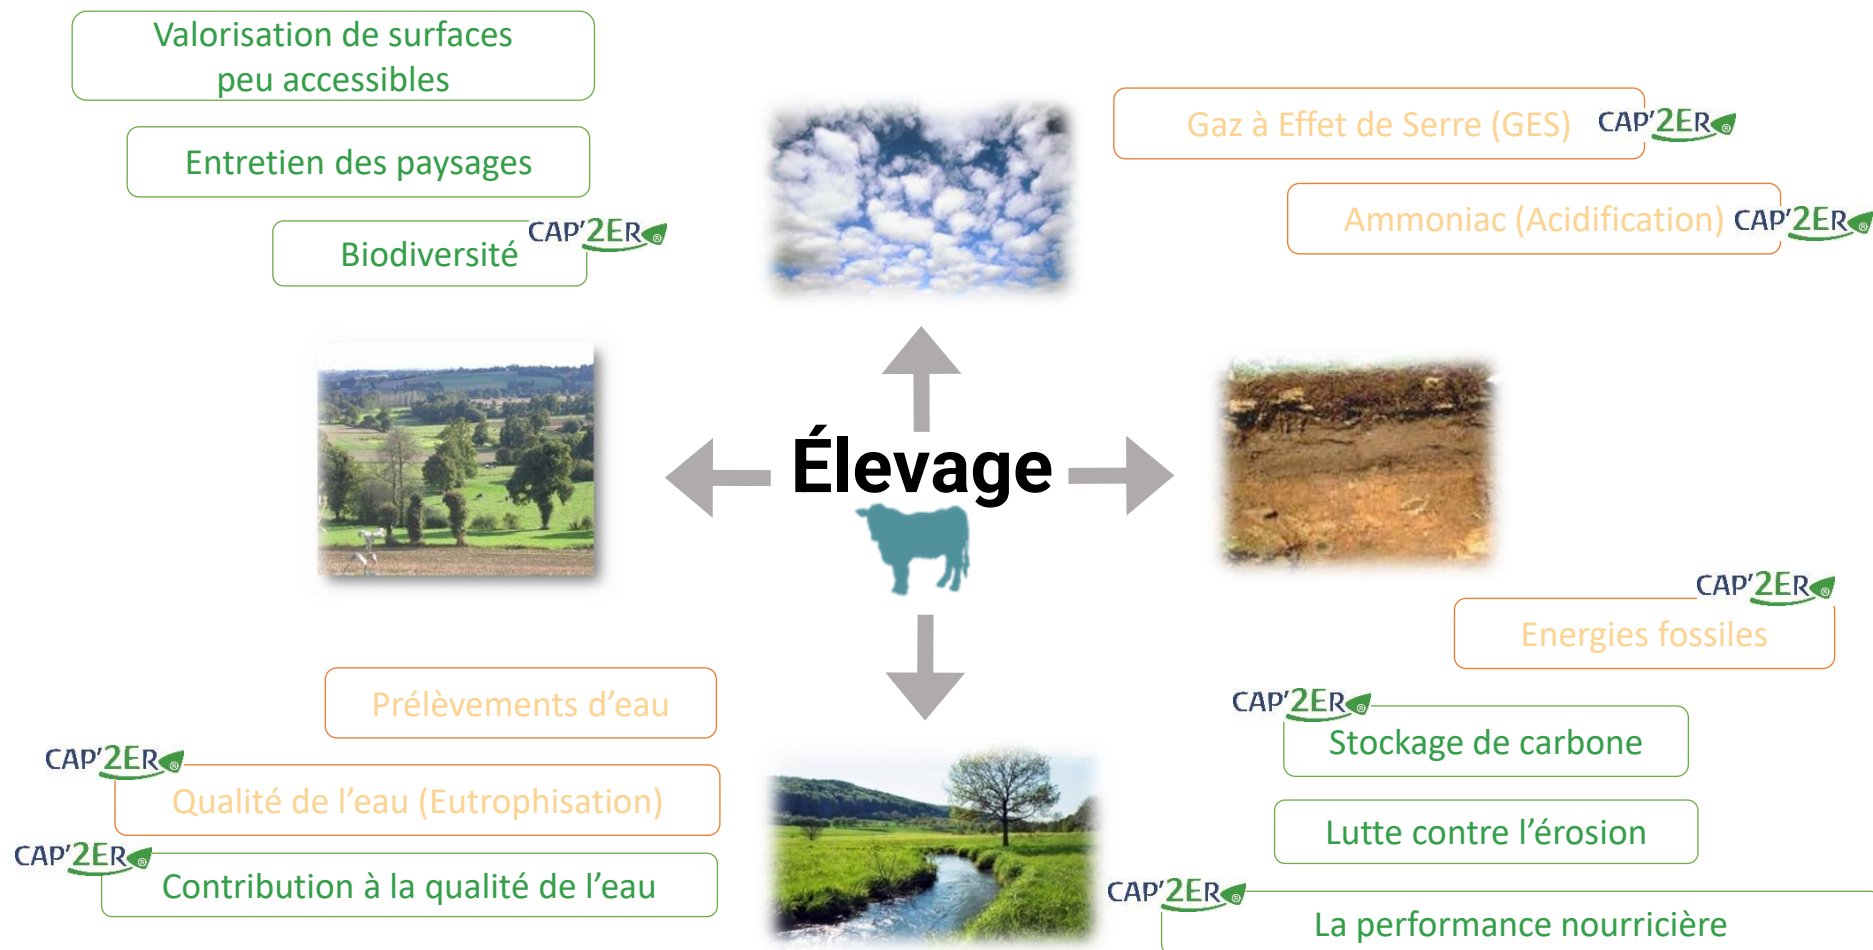 Valorisation de surfaces
peu accessibles
Entretien des paysages
Biodiversité
CAP'2ER®
Gaz à Effet de Serre (GES)
CAP'2ER®
Ammoniac (Acidification)
CAP'2ER®
Élevage
CAP'2ER®
Energies fossiles
Prélèvements d’eau
CAP'2ER®
Qualité de l’eau (Eutrophisation)
CAP'2ER®
Contribution à la qualité de l’eau
CAP'2ER®
Stockage de carbone
Lutte contre l’érosion
CAP'2ER®
La performance nourricière